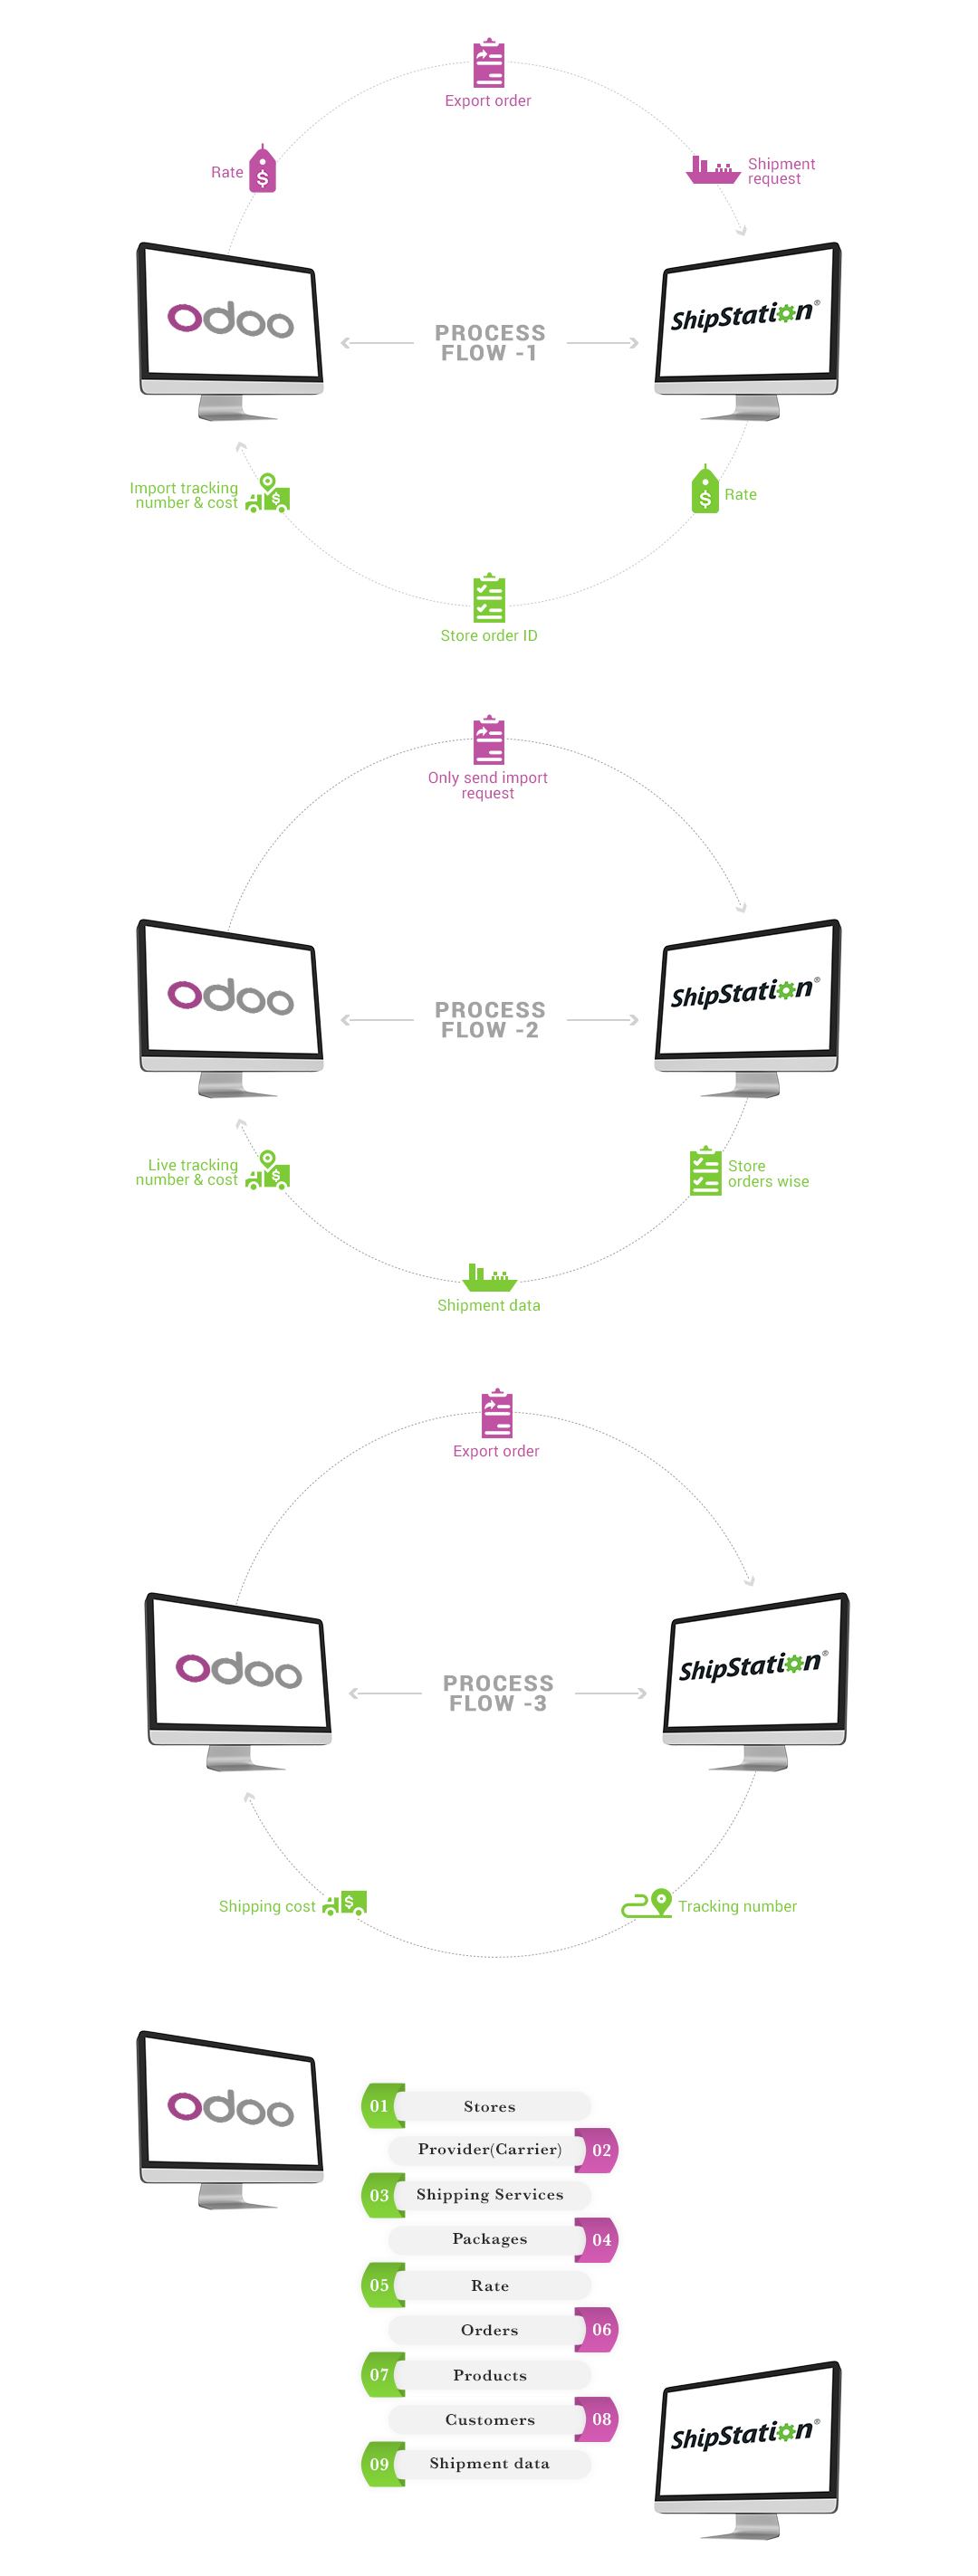 Export order
Rate
$
Shipment
request
odoo
ShipStation®
PROCESS
FLOW -1
Import tracking
number & cost
$
$
Rate
Store order ID
Only send import
request
odoo
ShipStation®
PROCESS
FLOW -2
Live tracking
number & cost
$
Store
orders wise
Shipment data
Export order
odoo
ShipStation®
PROCESS
FLOW -3
Shipping cost
$
Tracking number
odoo
01 Stores
Provider(Carrier) 02
03 Shipping Services
Packages 04
05 Rate
Orders 06
07 Products
Customers 08
09 Shipment data
ShipStation®